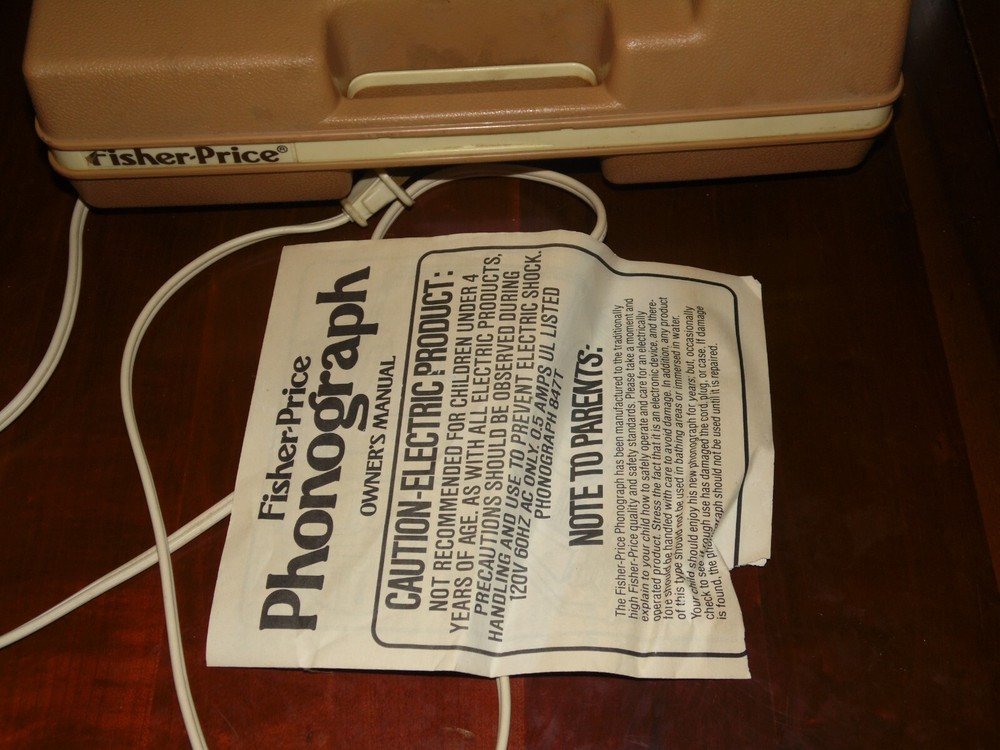 Fisher-Price®
Fisher-Price
Phonograph
OWNER'S MANUAL
CAUTION-ELECTRIC PRODUCT:
NOT RECOMMENDED FOR CHILDREN UNDER 4
YEARS OF AGE. AS WITH ALL ELECTRIC PRODUCTS,
PRECAUTIONS SHOULD BE OBSERVED DURING
HANDLING AND USE TO PREVENT ELECTRIC SHOCK.
120V 60HZ AC ONLY 0.5 AMPS UL LISTED
PHONOGRAPH 847T
NOTE TO PARENTS:
The Fisher-Price Phonograph has been manufactured to the traditionally
high Fisher-Price quality and safety standards. Please take a moment and
explain to your child how to safely operate and care for an electrically
operated product. Stress the fact that it is an electronic device, and there-
fore should be handled with care to avoid damage. In addition, any product
of this type should not be used in bathing areas or immersed in water.
Your child should enjoy his new phonograph for years; but, occasionally
check to see if through use has damaged the cord, plug, or case. If damage
is found, the phonograph should not be used until it is repaired.